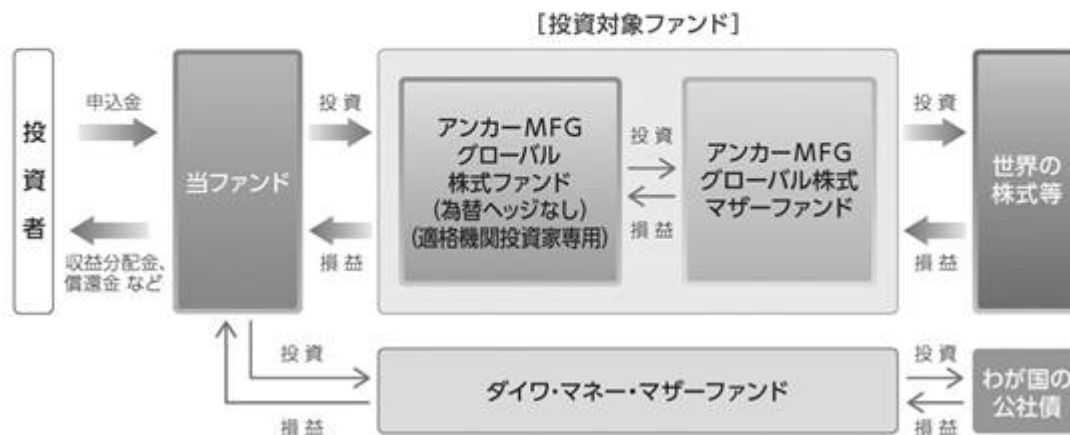 ［投資対象ファンド］
投資者
申込金
収益分配金、
償還金 など
当ファンド
投 資
損 益
アンカーMFG
グローバル
株式ファンド
(為替ヘッジなし)
(適格機関投資家専用)
投 資
損 益
アンカーMFG
グローバル株式
マザーファンド
投 資
損 益
世界の
株式等
投 資
損 益
ダイワ・マネー・マザーファンド
投 資
損 益
わが国の
公社債